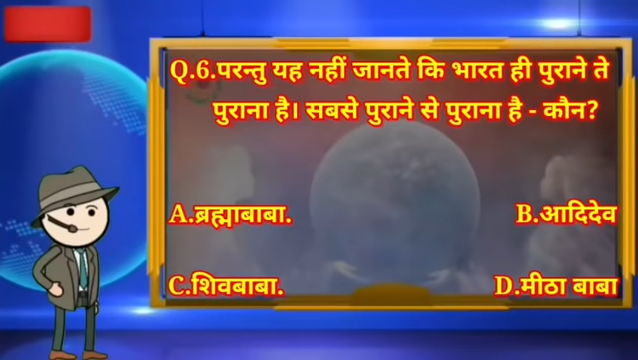 Q.6.परन्तु यह नहीं जानते कि भारत ही पुराने ते
पुराना है। सबसे पुराने से पुराना है - कौन?
A.ब्रह्माबाबा.
B.आदिदेव
C.शिवबाबा.
D.मीठा बाबा